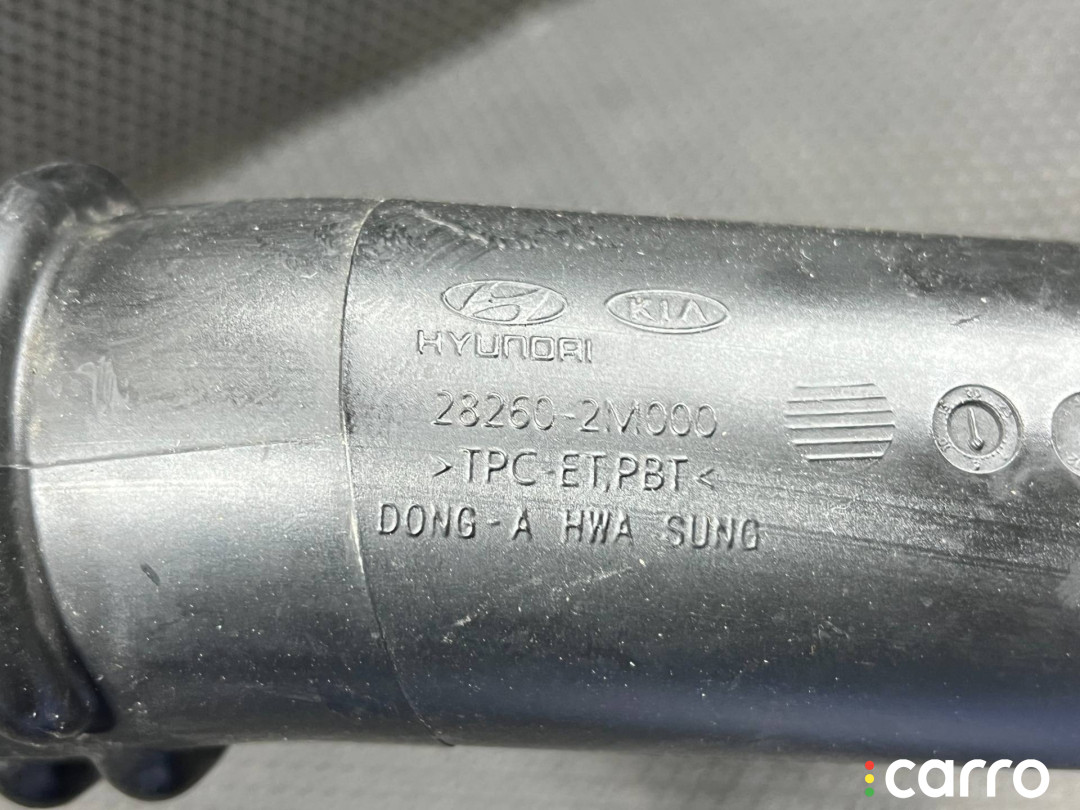 KIA
HYUNDAI
28260-2M000
>TPC-ET,PBT<
DONG-A HWA SUNG
carro